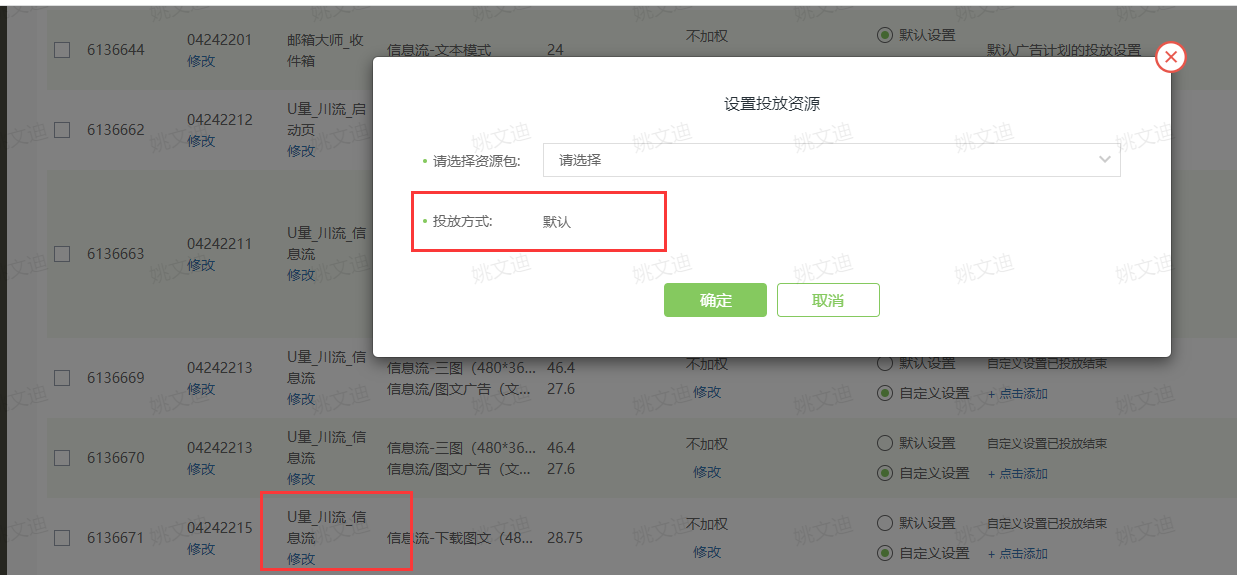 6136644
04242201
修改
邮箱大师_收
件箱
信息流-文本模式
24
不加权
默认设置
默认广告计划的投放设置
6136662
04242212
修改
U量_川流_启
动页
修改
6136663
04242211
修改
U量_川流_信
息流
修改
设置投放资源
请选择资源包:
请选择
投放方式:
默认
确定
取消
6136669
04242213
修改
U量_川流_信
息流
修改
信息流-三图（480*36...
46.4
信息流/图文广告（文...
27.6
不加权
修改
默认设置
自定义设置已投放结束
自定义设置
+ 点击添加
6136670
04242213
修改
U量_川流_信
息流
修改
信息流-三图（480*36...
46.4
信息流/图文广告（文...
27.6
不加权
修改
默认设置
自定义设置已投放结束
自定义设置
+ 点击添加
6136671
04242215
修改
U量_川流_信
息流
修改
信息流-下载图文（48...
28.75
不加权
修改
默认设置
自定义设置已投放结束
自定义设置
+ 点击添加
姚文迪